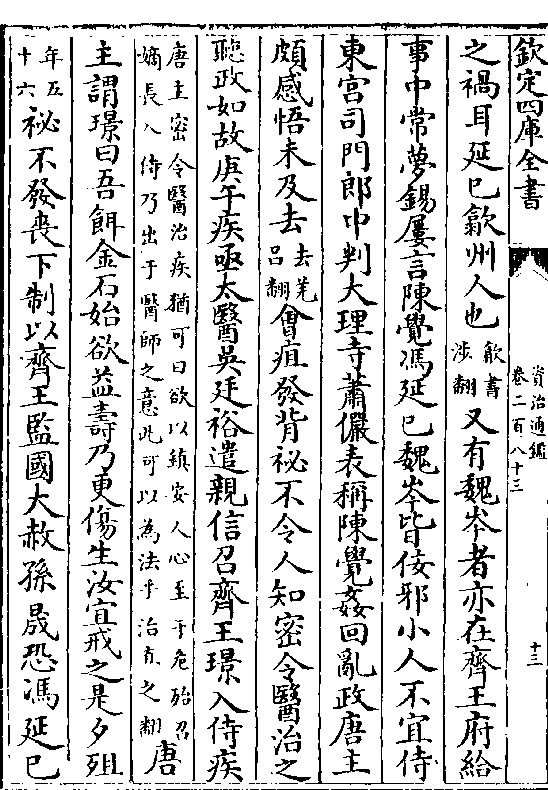 欽定四庫全書
資治通鑑
卷二百八十三
十三
之禍耳延巳歙州人也歙書涉翻又有魏岑者亦在齊王府給
事中常夢錫屢言陳覺馮延巳魏岑皆佞邪小人不宜侍
東宮司門郎中判大理寺蕭儼表稱陳覺姦回亂政唐主
頗感悟未及去去羌呂翻㑹疽發背祕不令人知宻令醫治之
聽政如故庚午疾亟太醫吳廷裕遣親信召齊王璟入侍疾
唐主密令醫治疾猶可曰欲以鎮安人心至于危殆召
嫡長入侍乃出于醫師之意此可以為法乎治直之翻唐
主謂璟曰吾餌金石始欲益壽乃更傷生汝宜戒之是夕殂
年五十六祕不發喪下制以齊王監國大赦孫晟恐馮延巳